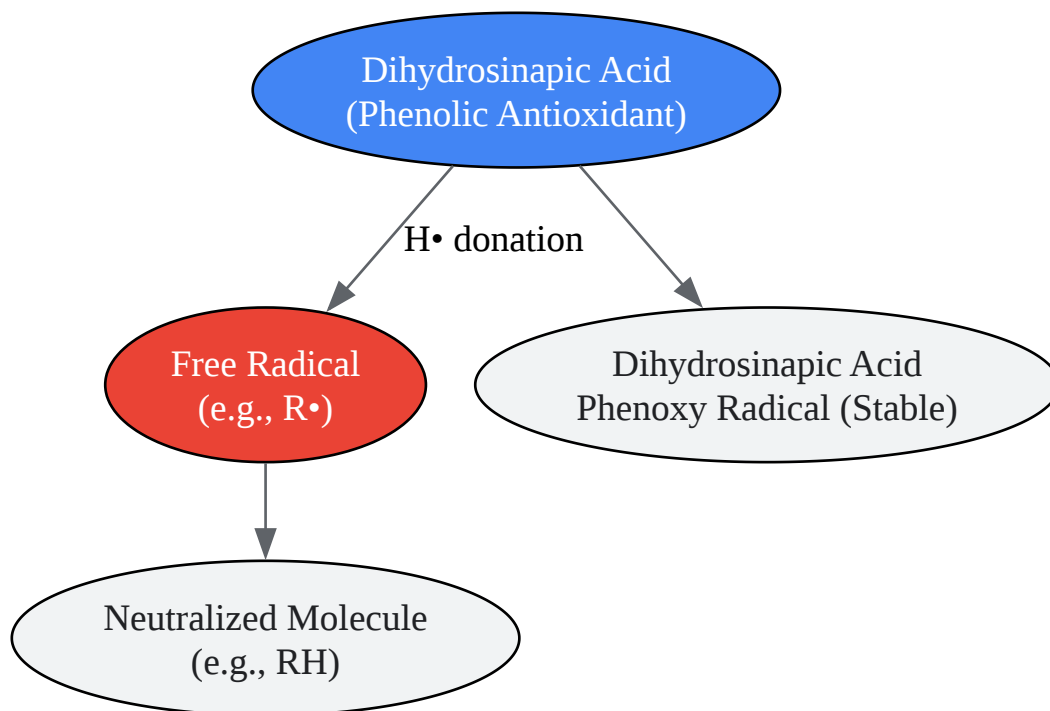 Dihydrosinapic Acid
(Phenolic Antioxidant)
H• donation
Free Radical
(e.g., R•)
Dihydrosinapic Acid
Phenoxy Radical (Stable)
Neutralized Molecule
(e.g., RH)